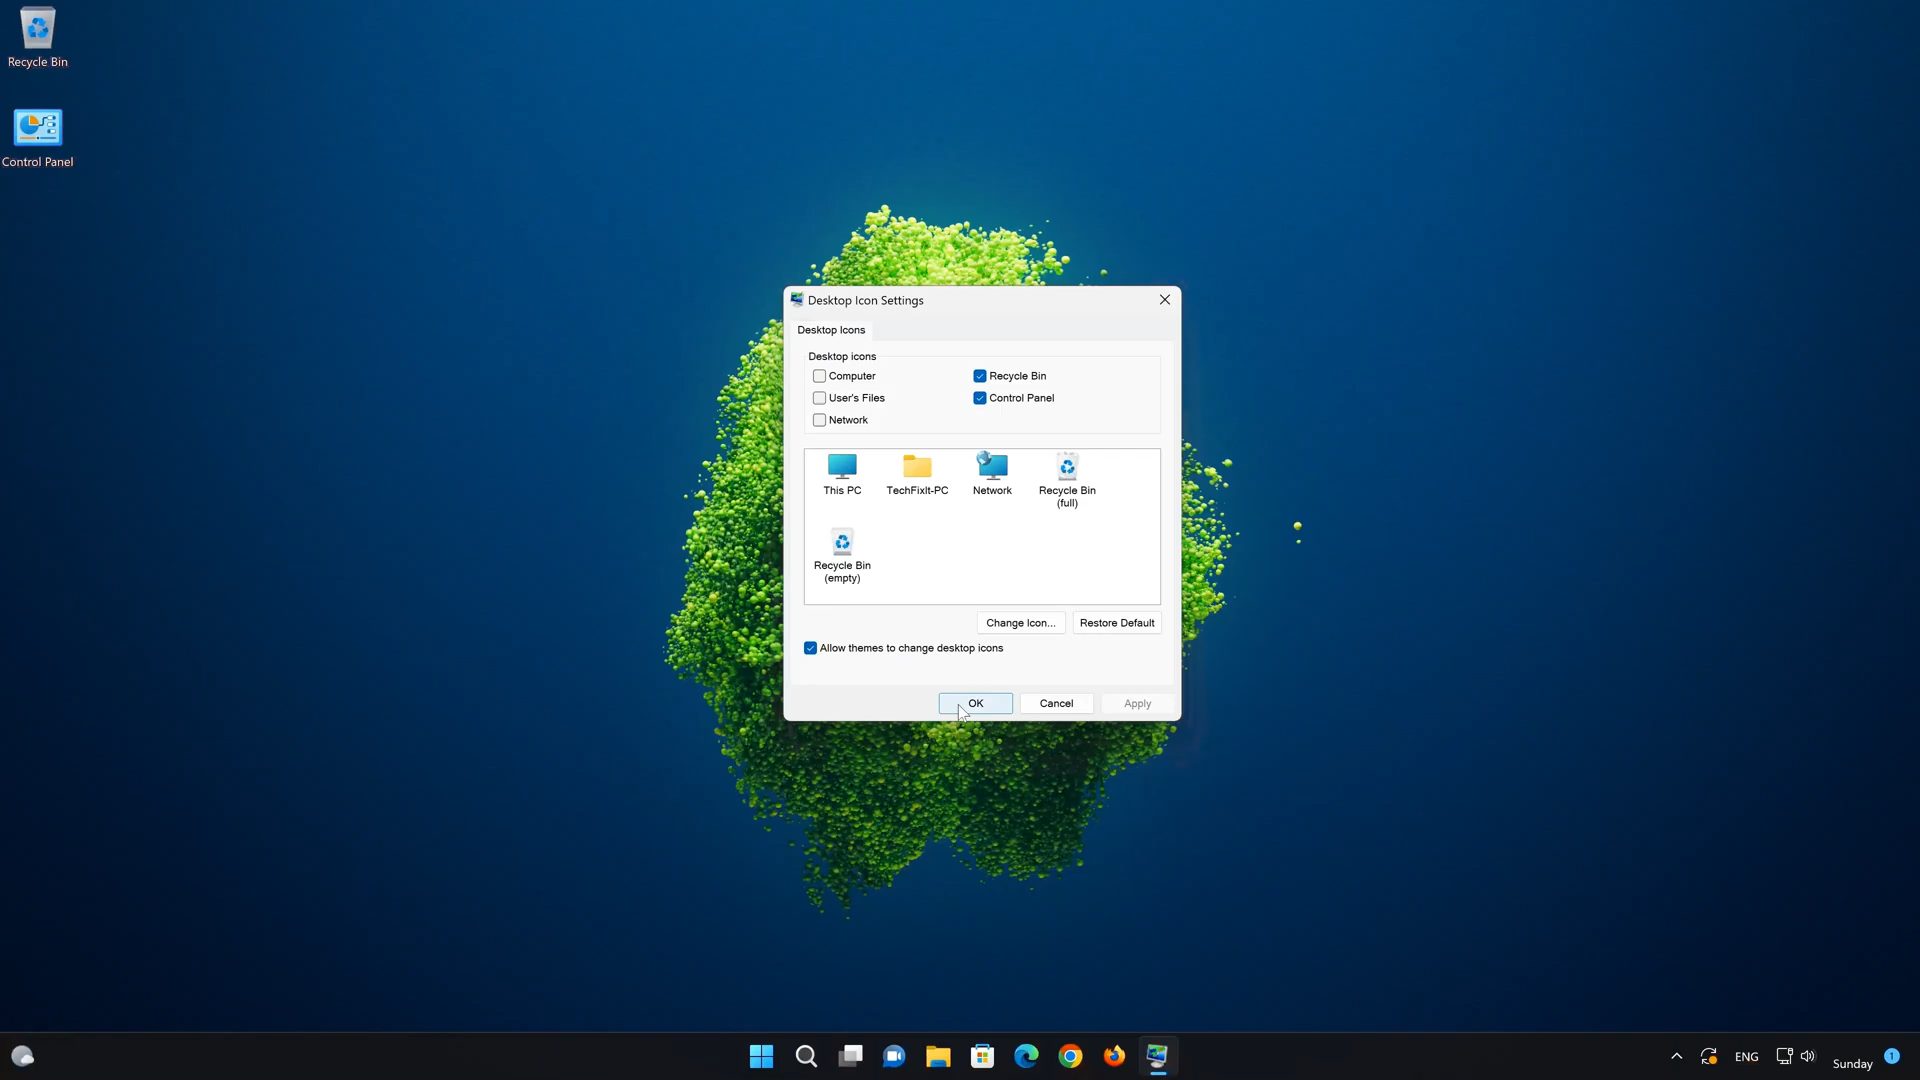 Recycle Bin
Control Panel
Desktop Icon Settings
Desktop Icons
Desktop icons
Computer
Recycle Bin
User's Files
Control Panel
Network
This PC
TechFixIt-PC
Network
Recycle Bin
(full)
Recycle Bin
(empty)
Change Icon...
Restore Default
Allow themes to change desktop icons
OK
Cancel
Apply
ENG
Sunday
1